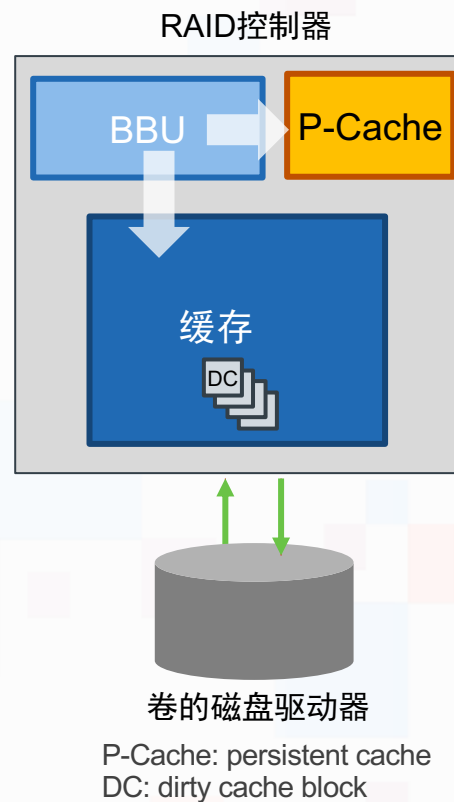 RAID控制器
BBU
P-Cache
缓存
DC
卷的磁盘驱动器
P-Cache: persistent cache
DC: dirty cache block